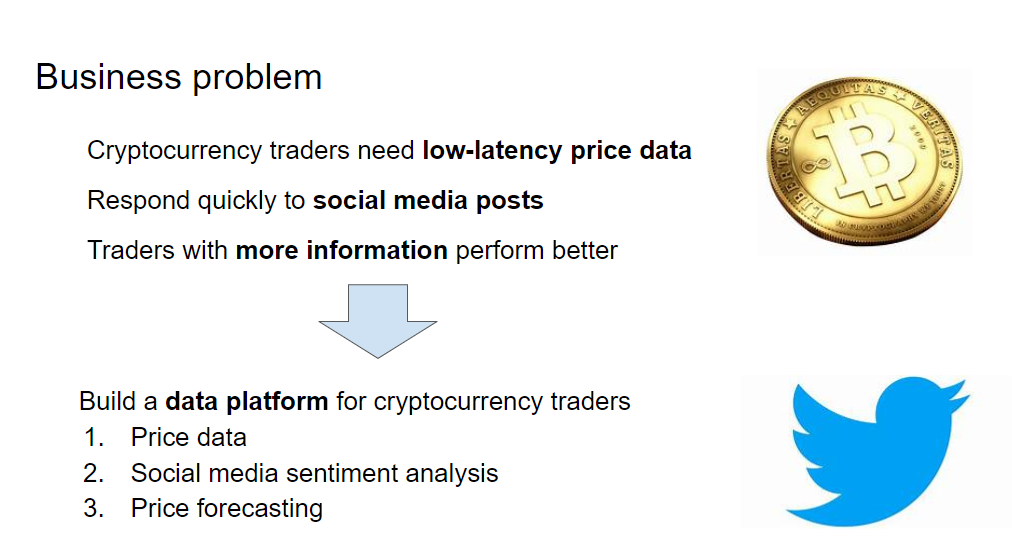 Business problem
Cryptocurrency traders need low-latency price data
Respond quickly to social media posts
Traders with more information perform better
Build a data platform for cryptocurrency traders
1. Price data
2. Social media sentiment analysis
3. Price forecasting
LIBERTAS AEQUITAS VERITAS